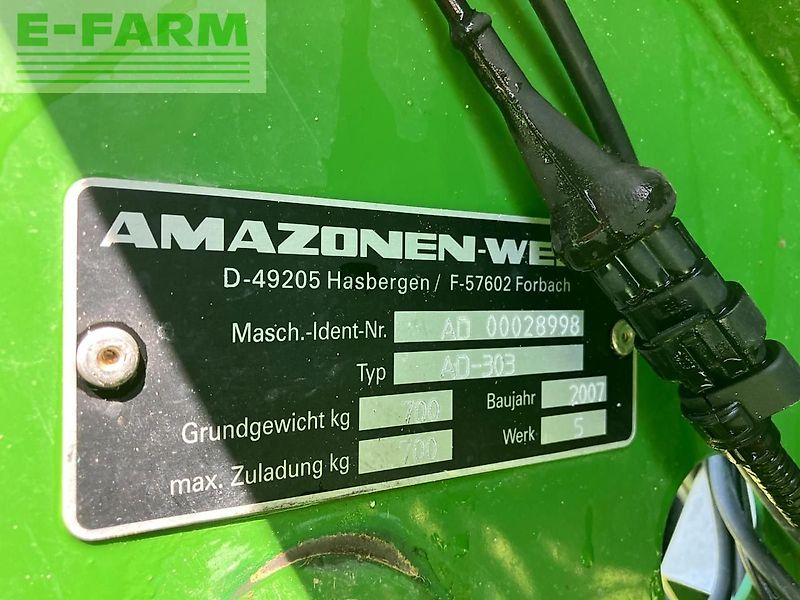 E-FARM
AMAZONEN-WE
D-49205 Hasbergen / F-57602 Forbach
Masch.-Ident-Nr. AD 00028998
Typ AD-303
Grundgewicht kg 700 Baujahr 2007
max. Zuladung kg 700 Werk 5